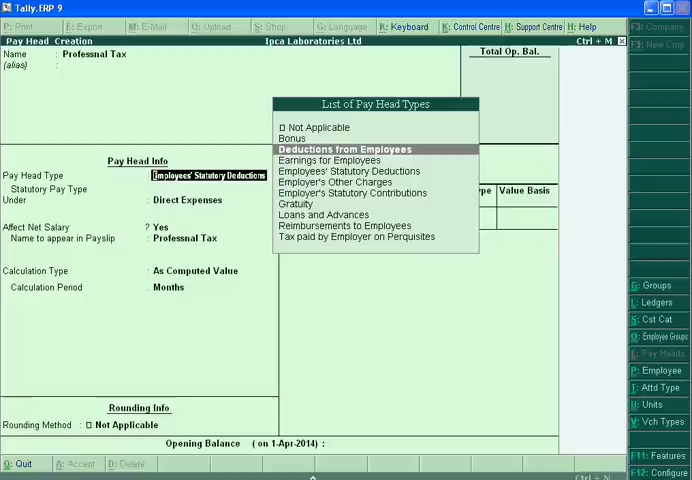 Tally.ERP 9
P: Print
E: Export
M: E-Mail
O: Upload
S: Shop
G: Language
K: Keyboard
K: Control Centre
H: Support Centre
H: Help
F3: Company
F3: New Cmp
Pay Head Creation
Ipca Laboratories Ltd
Ctrl + M
Name : Professnal Tax
(alias) :
Total Op. Bal.
List of Pay Head Types
Not Applicable
Bonus
Deductions from Employees
Earnings for Employees
Employees' Statutory Deductions
Employer's Other Charges
Employer's Statutory Contributions
Gratuity
Loans and Advances
Reimbursements to Employees
Tax paid by Employer on Perquisites
Pay Head Info
Pay Head Type : Employees' Statutory Deductions
Statutory Pay Type
Under : Direct Expenses
Affect Net Salary ? Yes
Name to appear in Payslip : Professnal Tax
Calculation Type : As Computed Value
Calculation Period : Months
Value Basis
Rounding Info
Rounding Method : Not Applicable
Opening Balance ( on 1-Apr-2014) :
G: Groups
L: Ledgers
S: Cst Cat
O: Employee Groups
E: Pay Heads
P: Employee
T: Attd Type
U: Units
V: Vch Types
F11: Features
F12: Configure
Q: Quit
A: Accept
D: Delete
Ctrl + N